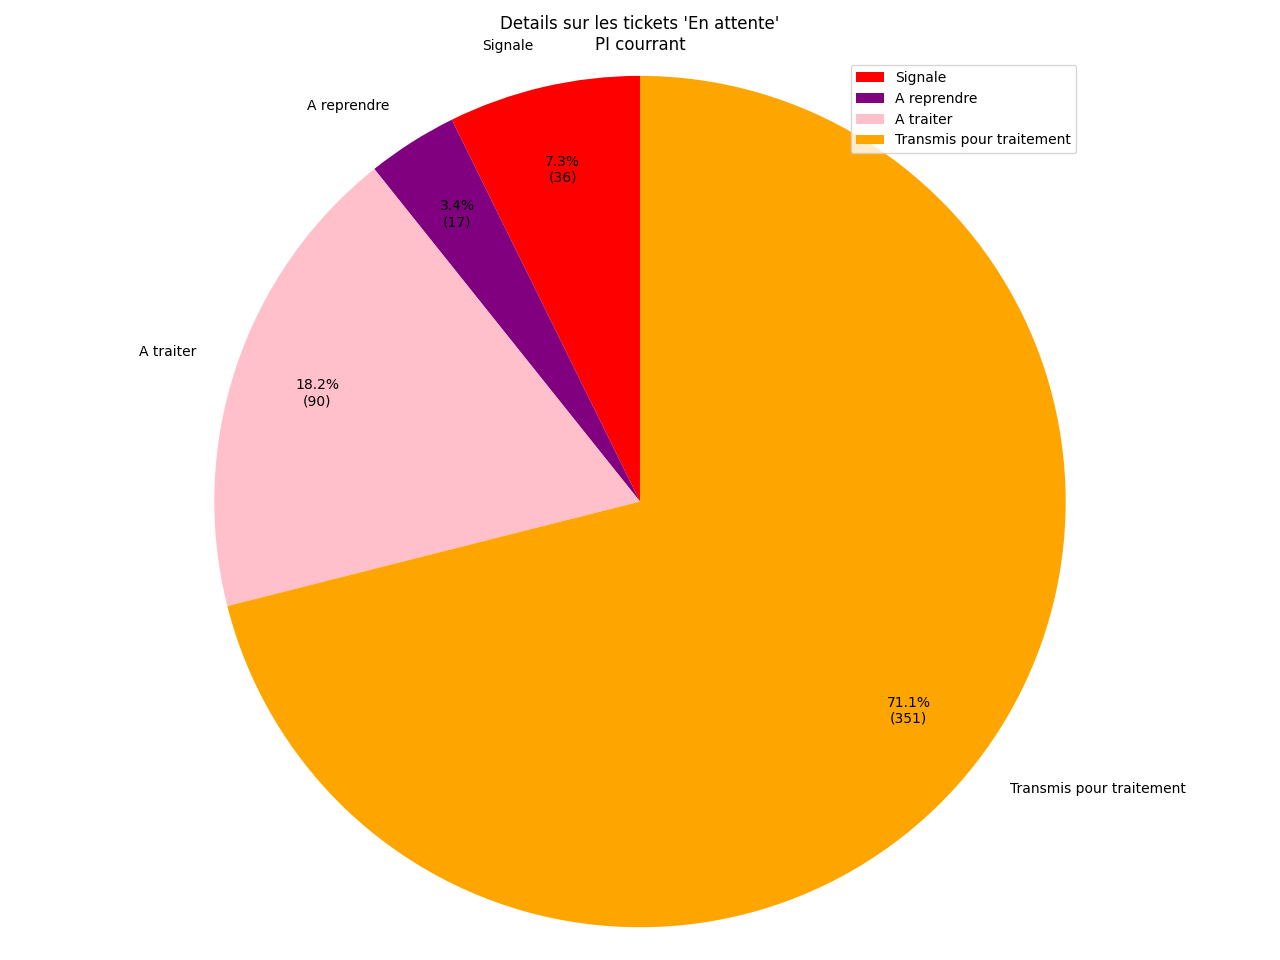 Details sur les tickets 'En attente'
PI courrant
Signale
A reprendre
A traiter
Transmis pour traitement
Signale
A reprendre
7.3%
(36)
3.4%
(17)
A traiter
18.2%
(90)
71.1%
(351)
Transmis pour traitement